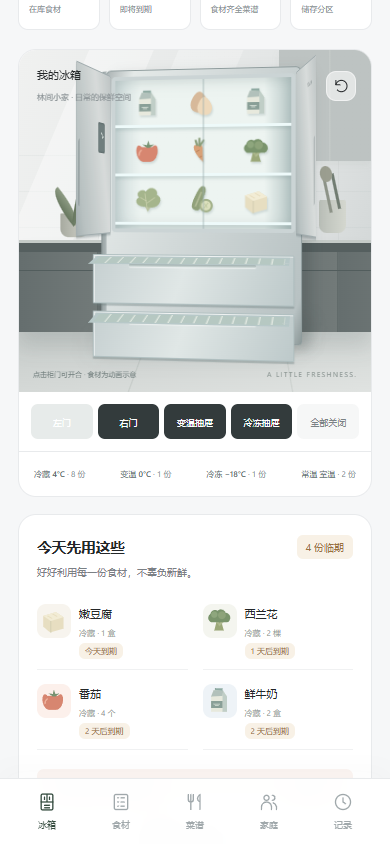 在库食材
即将到期
食材齐全菜谱
储存分区
我的冰箱
林间小家 · 日常的保鲜空间
点击柜门可开合 · 食材为动画示意
A LITTLE FRESHNESS.
左门
右门
变温抽屉
冷冻抽屉
全部关闭
冷藏 4°C · 8 份
变温 0°C · 1 份
冷冻 −18°C · 1 份
常温 室温 · 2 份
今天先用这些
4 份临期
好好利用每一份食材，不辜负新鲜。
嫩豆腐
冷藏 · 1 盒
今天到期
西兰花
冷藏 · 2 棵
1 天后到期
番茄
冷藏 · 4 个
2 天后到期
鲜牛奶
冷藏 · 2 盒
2 天后到期
冰箱
食材
菜谱
家庭
记录